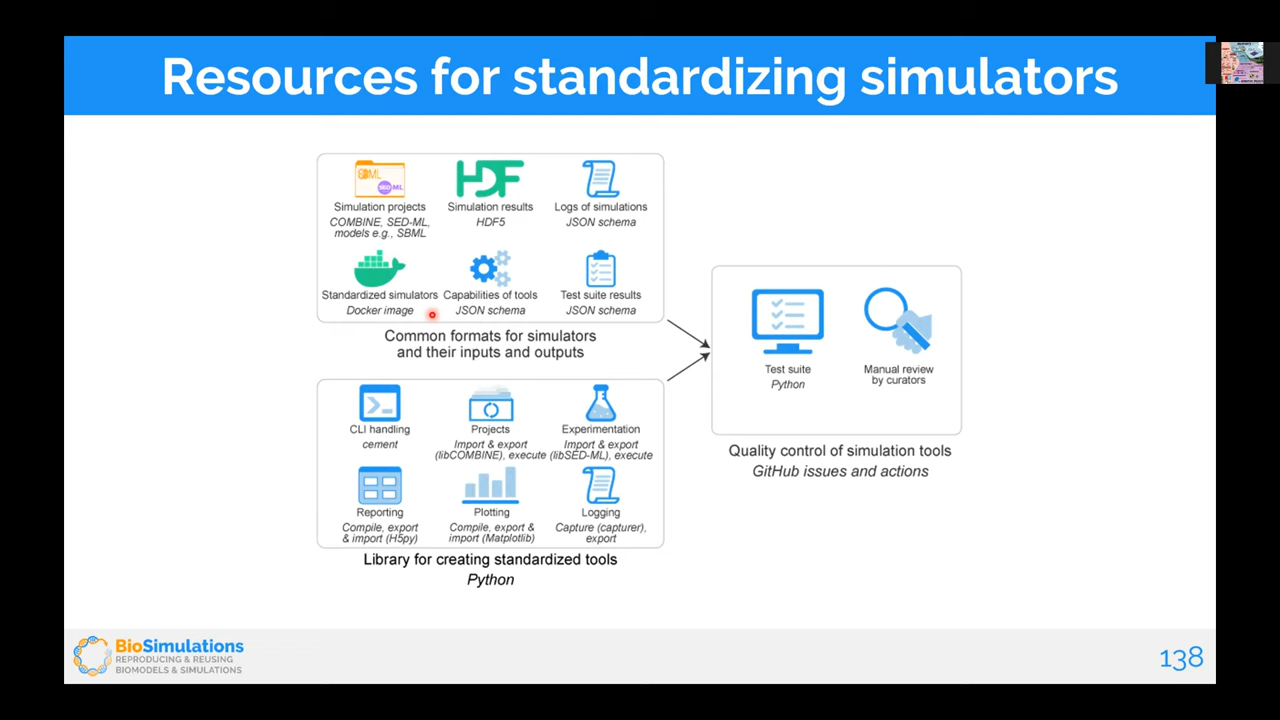 Resources for standardizing simulators
SED ML
Simulation projects
COMBINE, SED-ML,
models e.g., SBML
HDF
Simulation results
HDF5
Logs of simulations
JSON schema
Standardized simulators
Docker image
Capabilities of tools
JSON schema
Test suite results
JSON schema
Common formats for simulators
and their inputs and outputs
CLI handling
cement
Projects
Import & export
(libCOMBINE), execute
Experimentation
Import & export
(libSED-ML), execute
Reporting
Compile, export
& import (H5py)
Plotting
Compile, export &
import (Matplotlib)
Logging
Capture (capturer),
export
Library for creating standardized tools
Python
Test suite
Python
Manual review
by curators
Quality control of simulation tools
GitHub issues and actions
BioSimulations
REPRODUCING & REUSING
BIOMODELS & SIMULATIONS
138